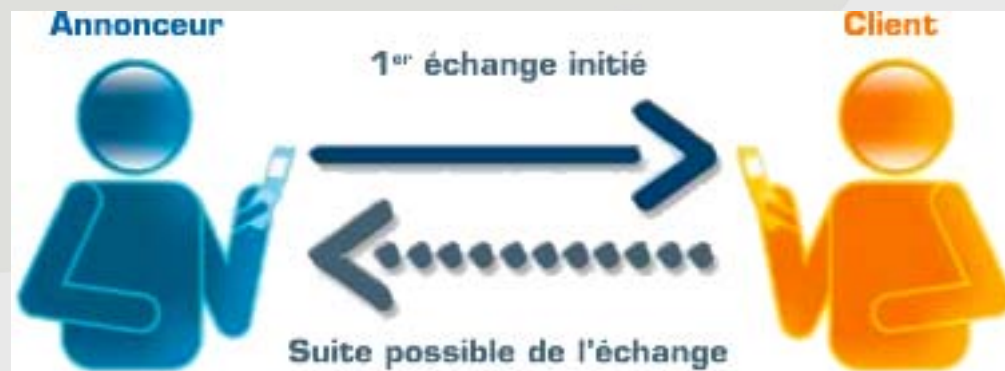 Annonceur
Client
1er échange initié
Suite possible de l'échange